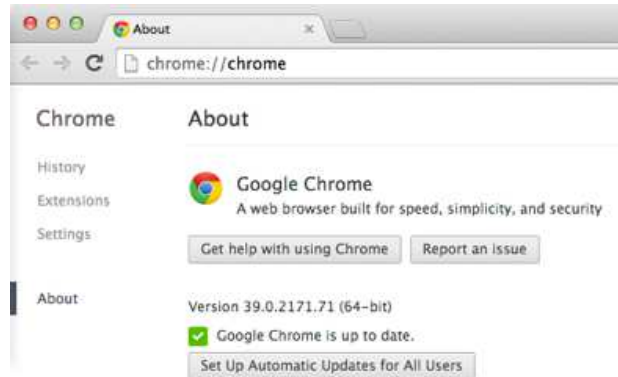 About
chrome://chrome
Chrome
About
History
Extensions
Settings
About
Google Chrome
A web browser built for speed, simplicity, and security
Get help with using Chrome
Report an issue
Version 39.0.2171.71 (64-bit)
Google Chrome is up to date.
Set Up Automatic Updates for All Users